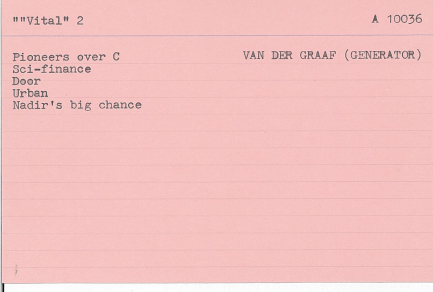 ""Vital" 2 A 10036
Pioneers over C VAN DER GRAAF (GENERATOR)
Sci-finance
Door
Urban
Nadir's big chance